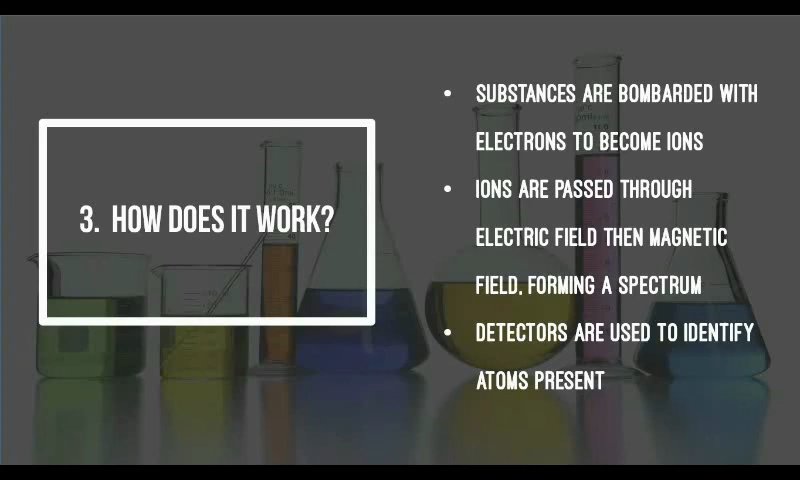 3. HOW DOES IT WORK?
• SUBSTANCES ARE BOMBARDED WITH
ELECTRONS TO BECOME IONS
• IONS ARE PASSED THROUGH
ELECTRIC FIELD THEN MAGNETIC
FIELD, FORMING A SPECTRUM
• DETECTORS ARE USED TO IDENTIFY
ATOMS PRESENT